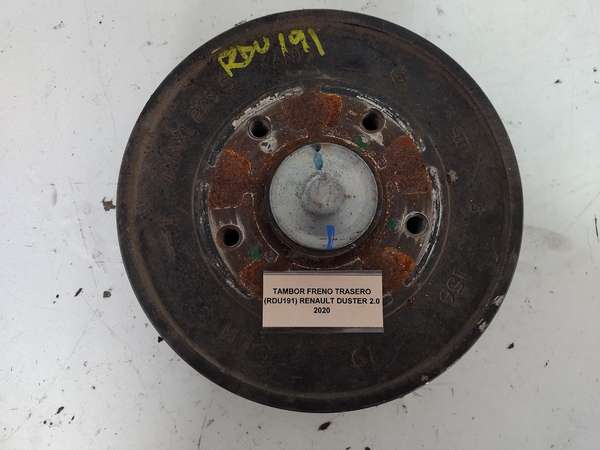 RDU191
TAMBOR FRENO TRASERO
(RDU191) RENAULT DUSTER 2.0
2020